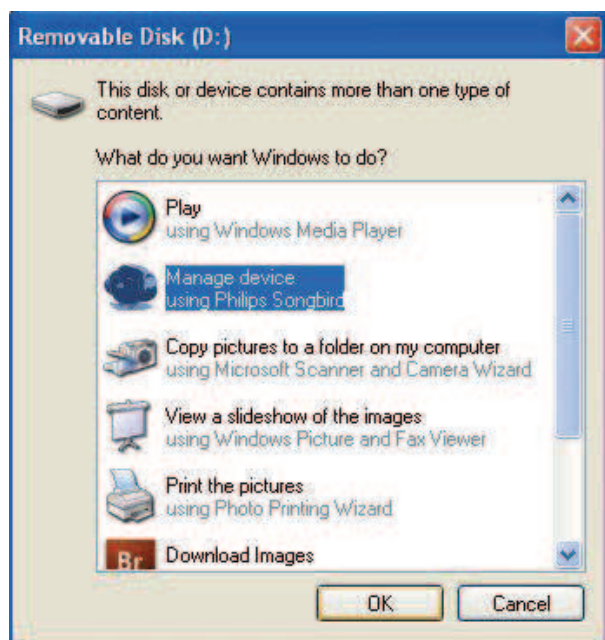 Removable Disk (D:)
This disk or device contains more than one type of
content.
What do you want Windows to do?
Play
using Windows Media Player
Manage device
using Philips Songbird
Copy pictures to a folder on my computer
using Microsoft Scanner and Camera Wizard
View a slideshow of the images
using Windows Picture and Fax Viewer
Print the pictures
using Photo Printing Wizard
Br
Download Images
OK
Cancel